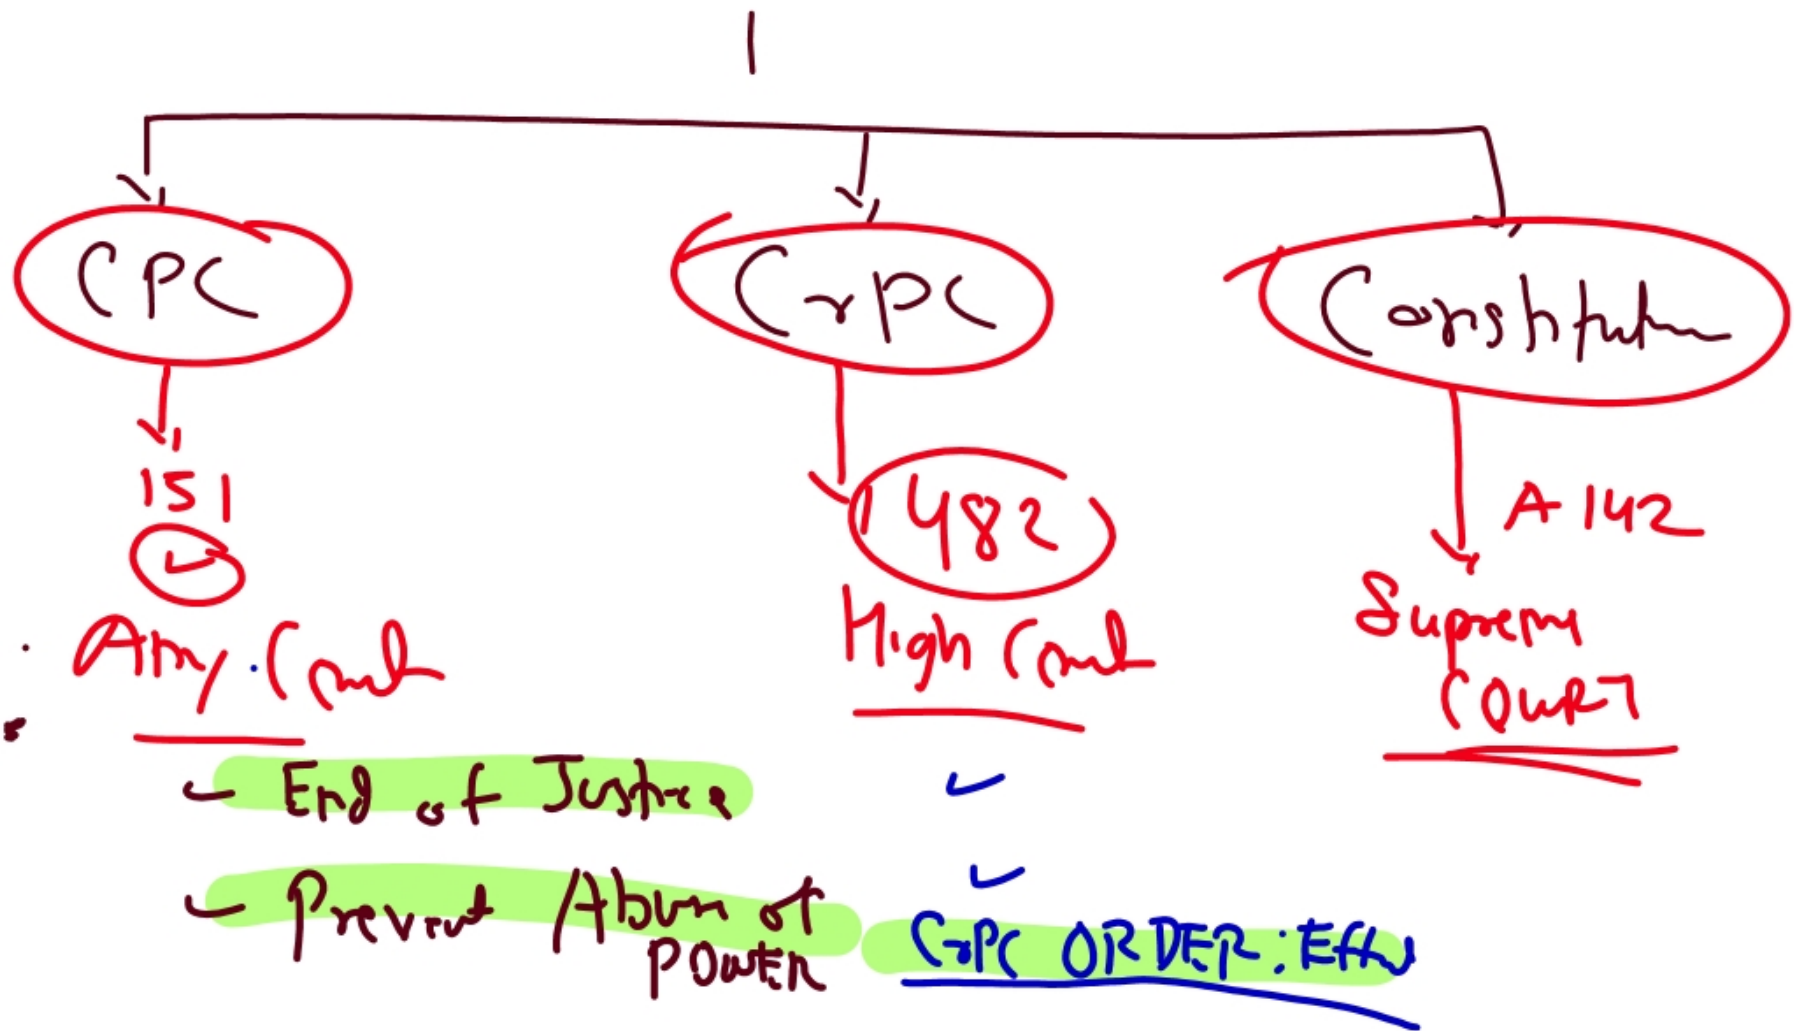 CPC
CrPC
Constitution
151
482
A 142
Any Court
High Court
Supreme
COURT
End of Justice
Prevent Abuse of
POWER
CrPC ORDER: Effect